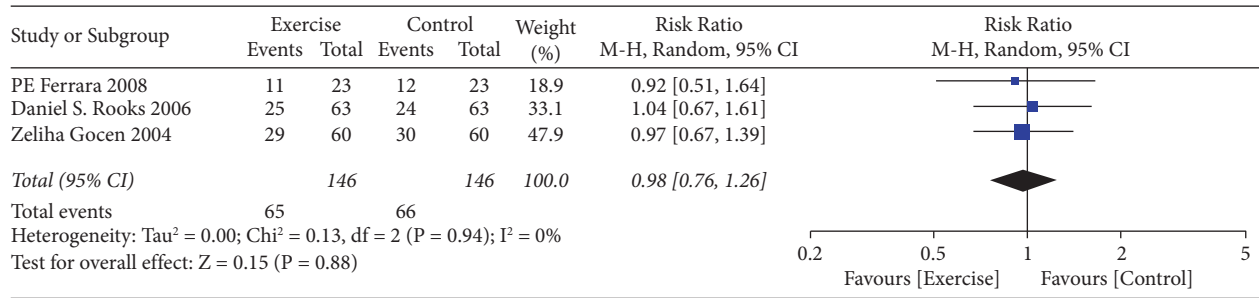 Study or Subgroup Exercise Control Weight (%) Risk Ratio Risk Ratio
Events Total Events Total M-H, Random, 95% CI M-H, Random, 95% CI
PE Ferrara 2008 11 23 12 23 18.9 0.92 [0.51, 1.64]
Daniel S. Rooks 2006 25 63 24 63 33.1 1.04 [0.67, 1.61]
Zeliha Gocen 2004 29 60 30 60 47.9 0.97 [0.67, 1.39]
Total (95% CI) 146 146 100.0 0.98 [0.76, 1.26]
Total events 65 66
Heterogeneity: Tau² = 0.00; Chi² = 0.13, df = 2 (P = 0.94); I² = 0%
Test for overall effect: Z = 0.15 (P = 0.88)
0.2 0.5 1 2 5
Favours [Exercise] Favours [Control]